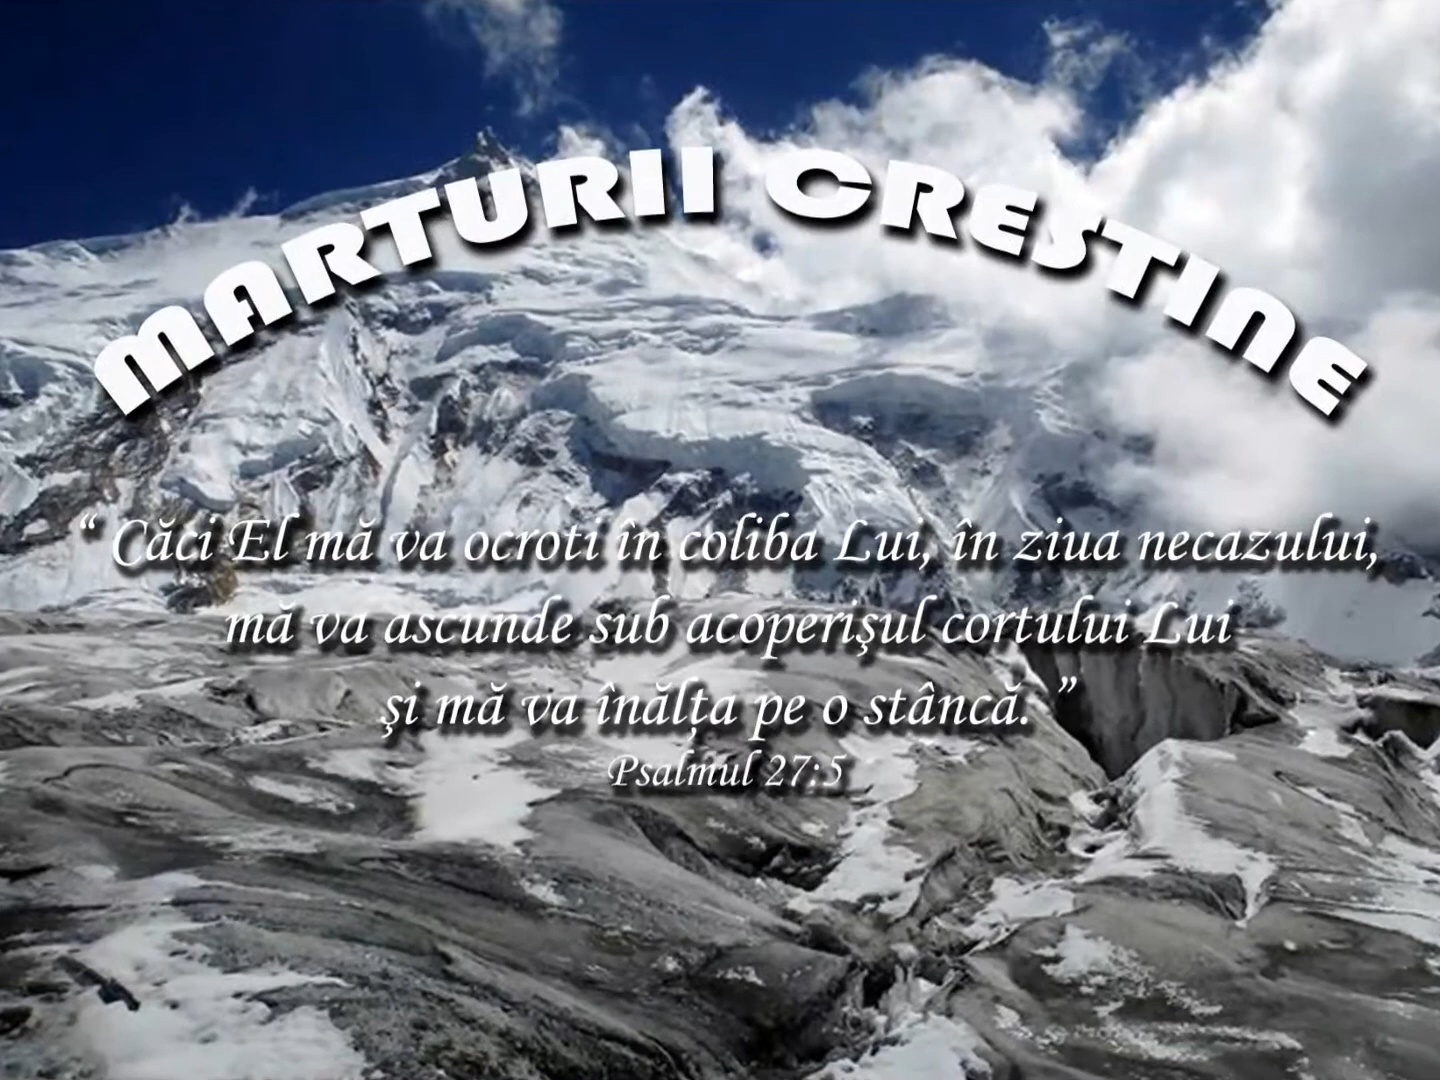 MARTURII CRESTINE
“ Căci El mă va ocroti în coliba Lui, în ziua necazului,
mă va ascunde sub acoperişul cortului Lui
şi mă va înălţa pe o stâncă. ”
Psalmul 27:5